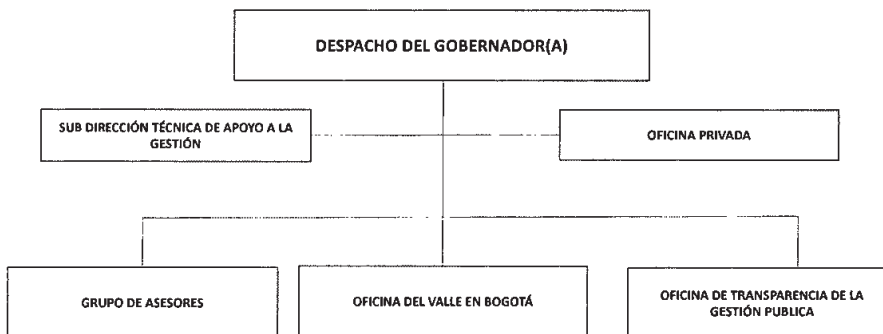 DESPACHO DEL GOBERNADOR(A)
SUB DIRECCIÓN TÉCNICA DE APOYO A LA
GESTIÓN
OFICINA PRIVADA
GRUPO DE ASESORES
OFICINA DEL VALLE EN BOGOTÁ
OFICINA DE TRANSPARENCIA DE LA
GESTIÓN PUBLICA